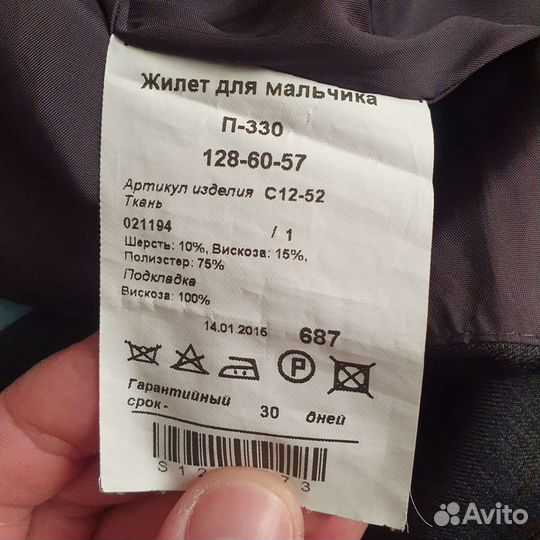 Жилет для мальчика
П-330
128-60-57
Артикул изделия С12-52
Ткань
021194 / 1
Шерсть: 10%, Вискоза: 15%,
Полиэстер: 75%
Подкладка
Вискоза: 100%
14.01.2015 687
P
Гарантийный
срок- 30 дней
Avito